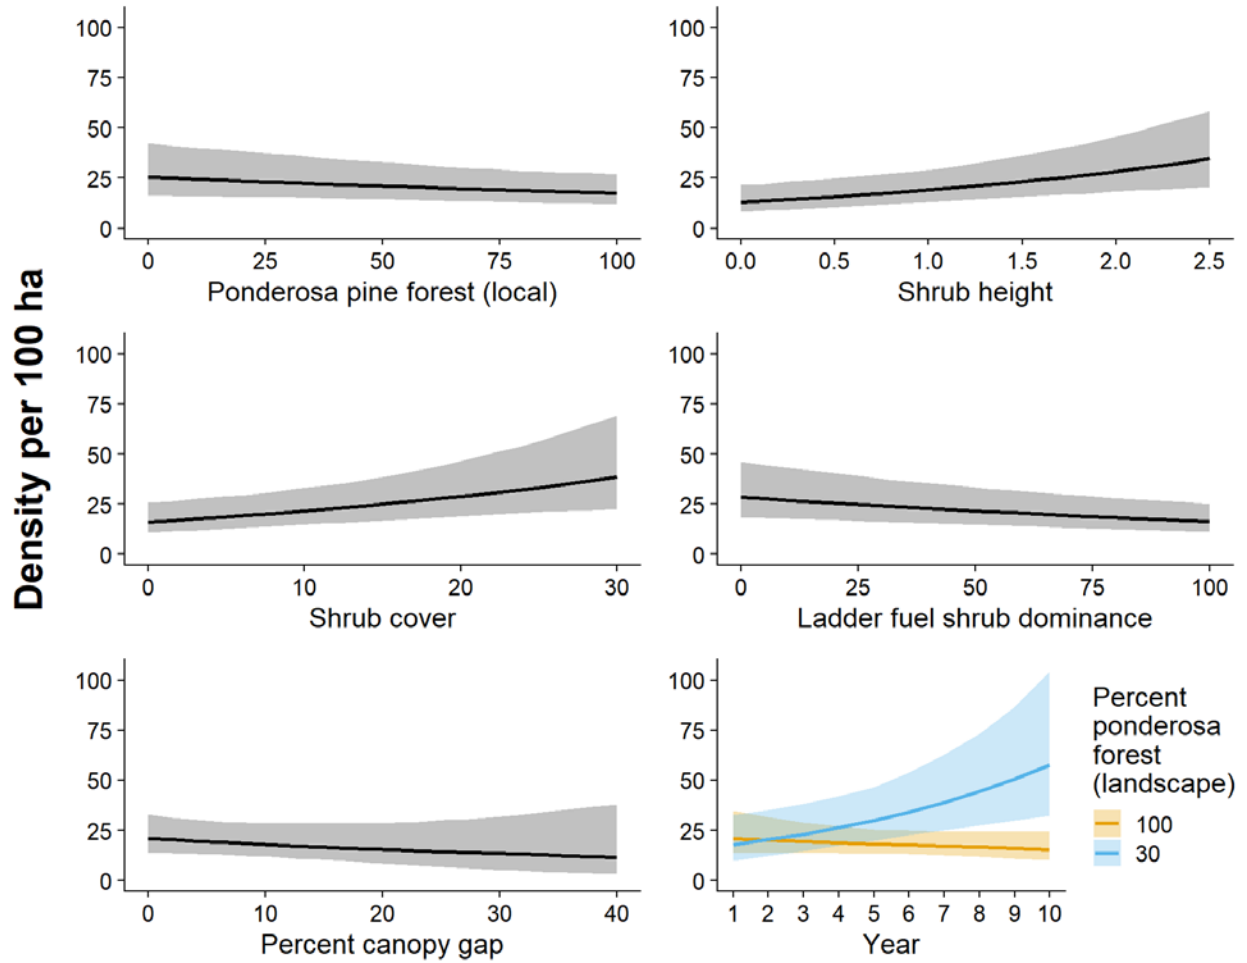 Density per 100 ha
100
75
50
25
0
0 25 50 75 100
Ponderosa pine forest (local)
100
75
50
25
0
0.0 0.5 1.0 1.5 2.0 2.5
Shrub height
100
75
50
25
0
0 10 20 30
Shrub cover
100
75
50
25
0
0 25 50 75 100
Ladder fuel shrub dominance
100
75
50
25
0
0 10 20 30 40
Percent canopy gap
100
75
50
25
0
1 2 3 4 5 6 7 8 9 10
Year
Percent
ponderosa
forest
(landscape)
100
30